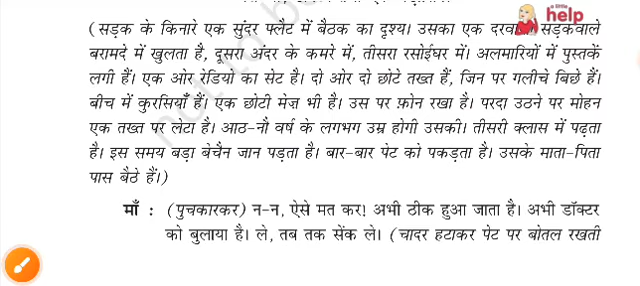 help
(सड़क के किनारे एक सुंदर फ्लैट में बैठक का दृश्य। उसका एक सड़कवाले
बरामदे में खुलता है, दूसरा अंदर के कमरे में, तीसरा रसोईघर में। अलमारियों में पुस्तकें
लगी हैं। एक ओर रेडियो का सेट है। दो ओर दो छोटे तख्त हैं, जिन पर गलीचे बिछे हैं।
बीच में कुरसियाँ हैं। एक छोटी मेज़ भी है। उस पर फ़ोन रखा है। परदा उठने पर मोहन
एक तख्त पर लेटा है। आठ-नौ वर्ष के लगभग उम्र होगी उसकी। तीसरी क्लास में पढ़ता
है। इस समय बड़ा बेचैन जान पड़ता है। बार-बार पेट को पकड़ता है। उसके माता-पिता
पास बैठे हैं।)
माँ : (पुचकारकर) न-न, ऐसे मत कर! अभी ठीक हुआ जाता है। अभी डॉक्टर
को बुलाया है। ले, तब तक सेंक ले। (चादर हटाकर पेट पर बोतल रखती